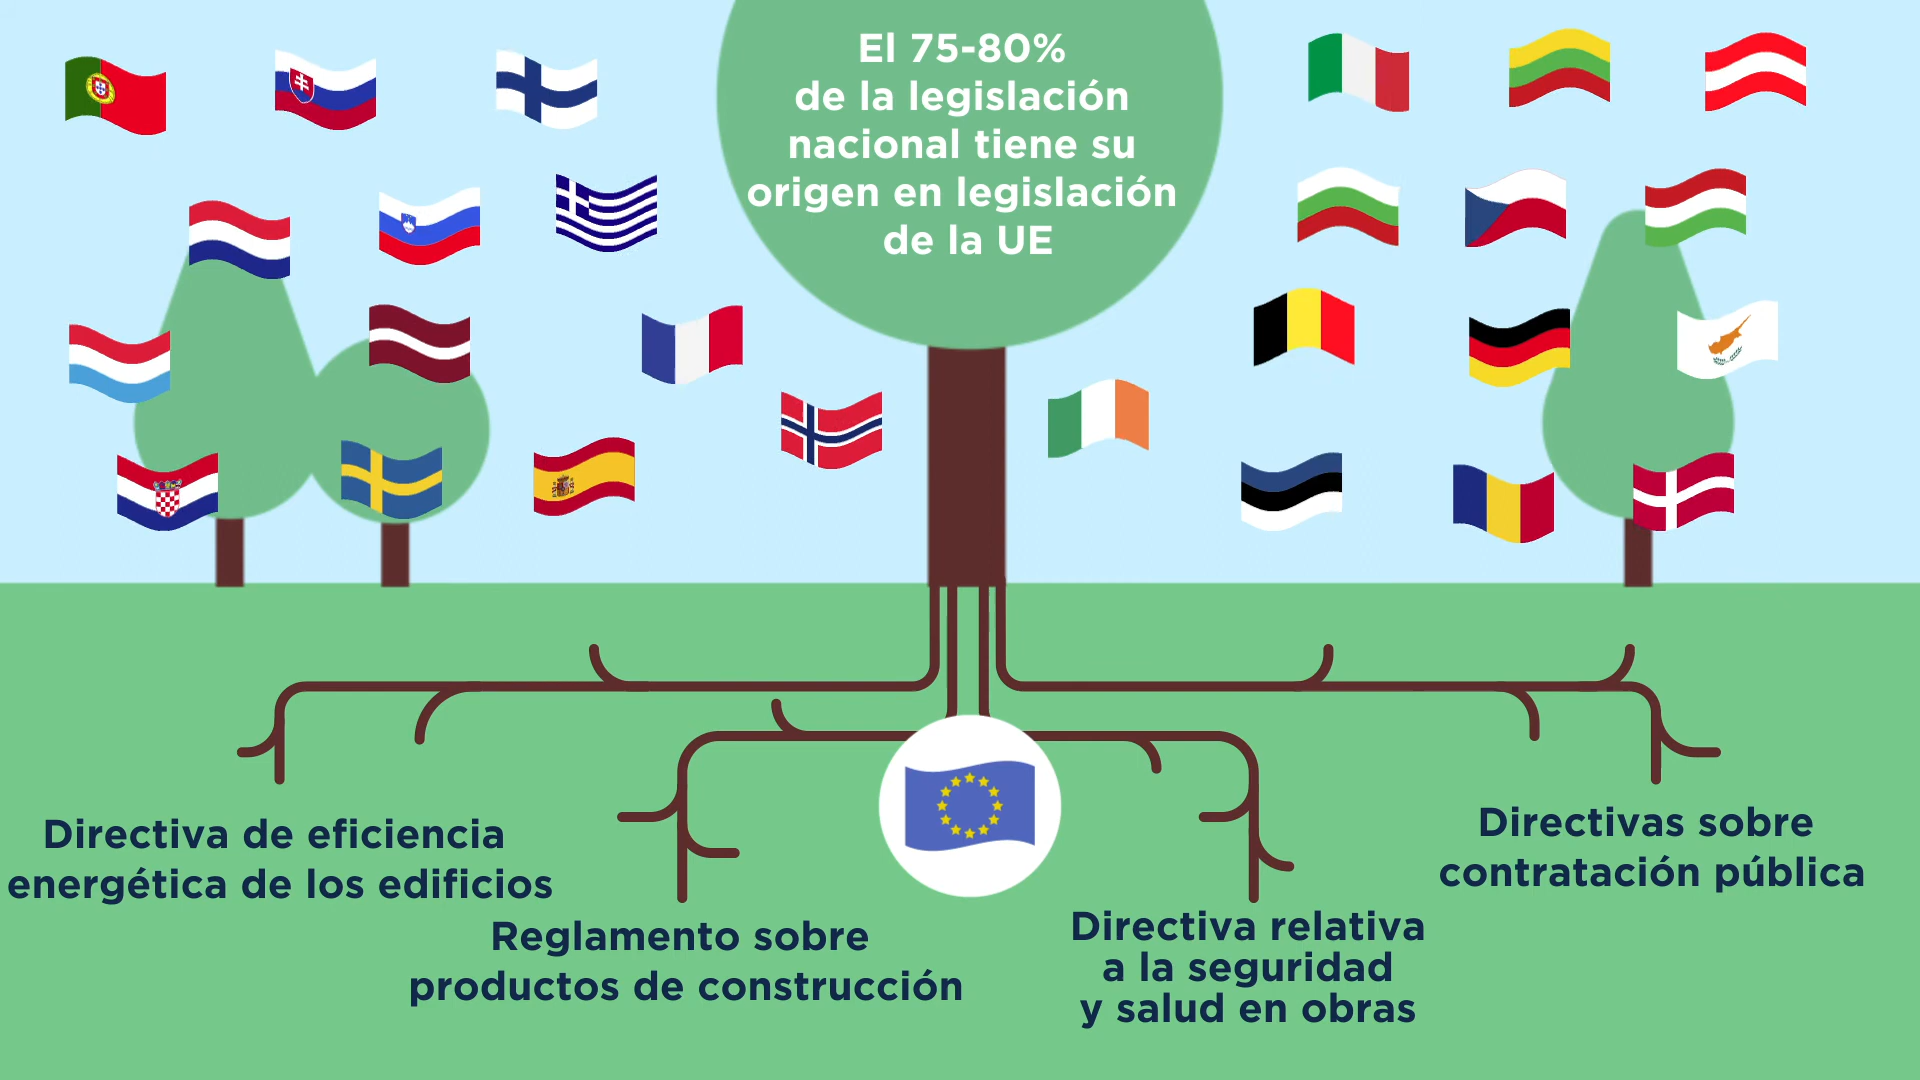 El 75-80%
de la legislación
nacional tiene su
origen en legislación
de la UE
Directiva de eficiencia
energética de los edificios
Reglamento sobre
productos de construcción
Directiva relativa
a la seguridad
y salud en obras
Directivas sobre
contratación pública